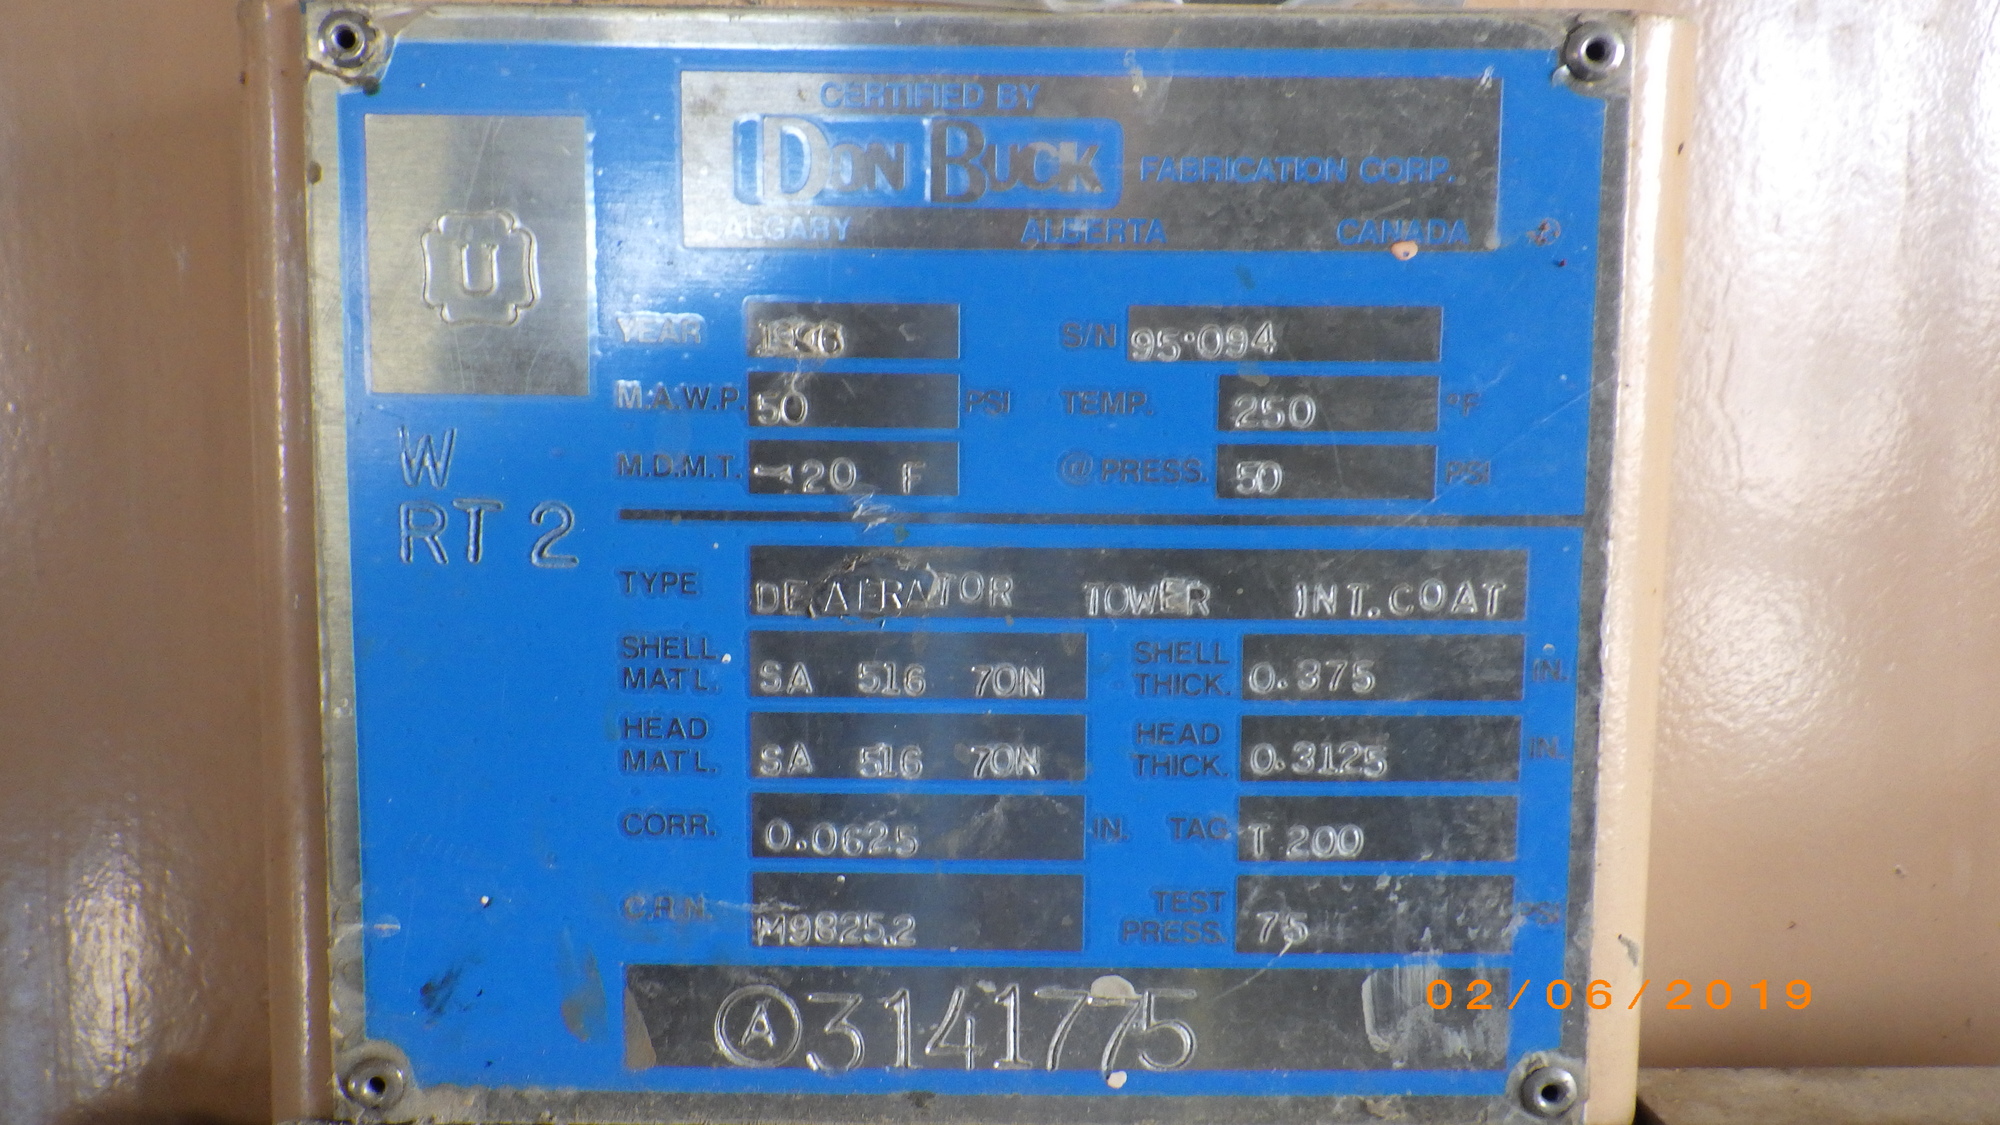 CERTIFIED BY
DON BUCK FABRICATION CORP.
CALGARY ALBERTA CANADA
U
YEAR S/N 95·094
M.A.W.P. 50 PSI TEMP. 250 °F
W
M.D.M.T. -20 F @ PRESS. 50 PSI
RT 2
TYPE DEAERATOR TOWER INT.COAT
SHELL MAT'L. SA 516 70N SHELL THICK. 0.375 IN.
HEAD MAT'L. SA 516 70N HEAD THICK. 0.3125 IN.
CORR. 0.0625 IN. TAG T 200
C.R.N. M9825.2 TEST PRESS. 75 PSI
A 3141775
02/06/2019